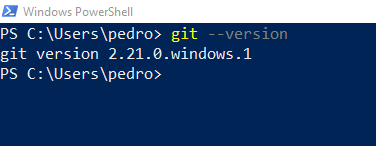 Windows PowerShell
PS C:\Users\pedro> git --version
git version 2.21.0.windows.1
PS C:\Users\pedro>